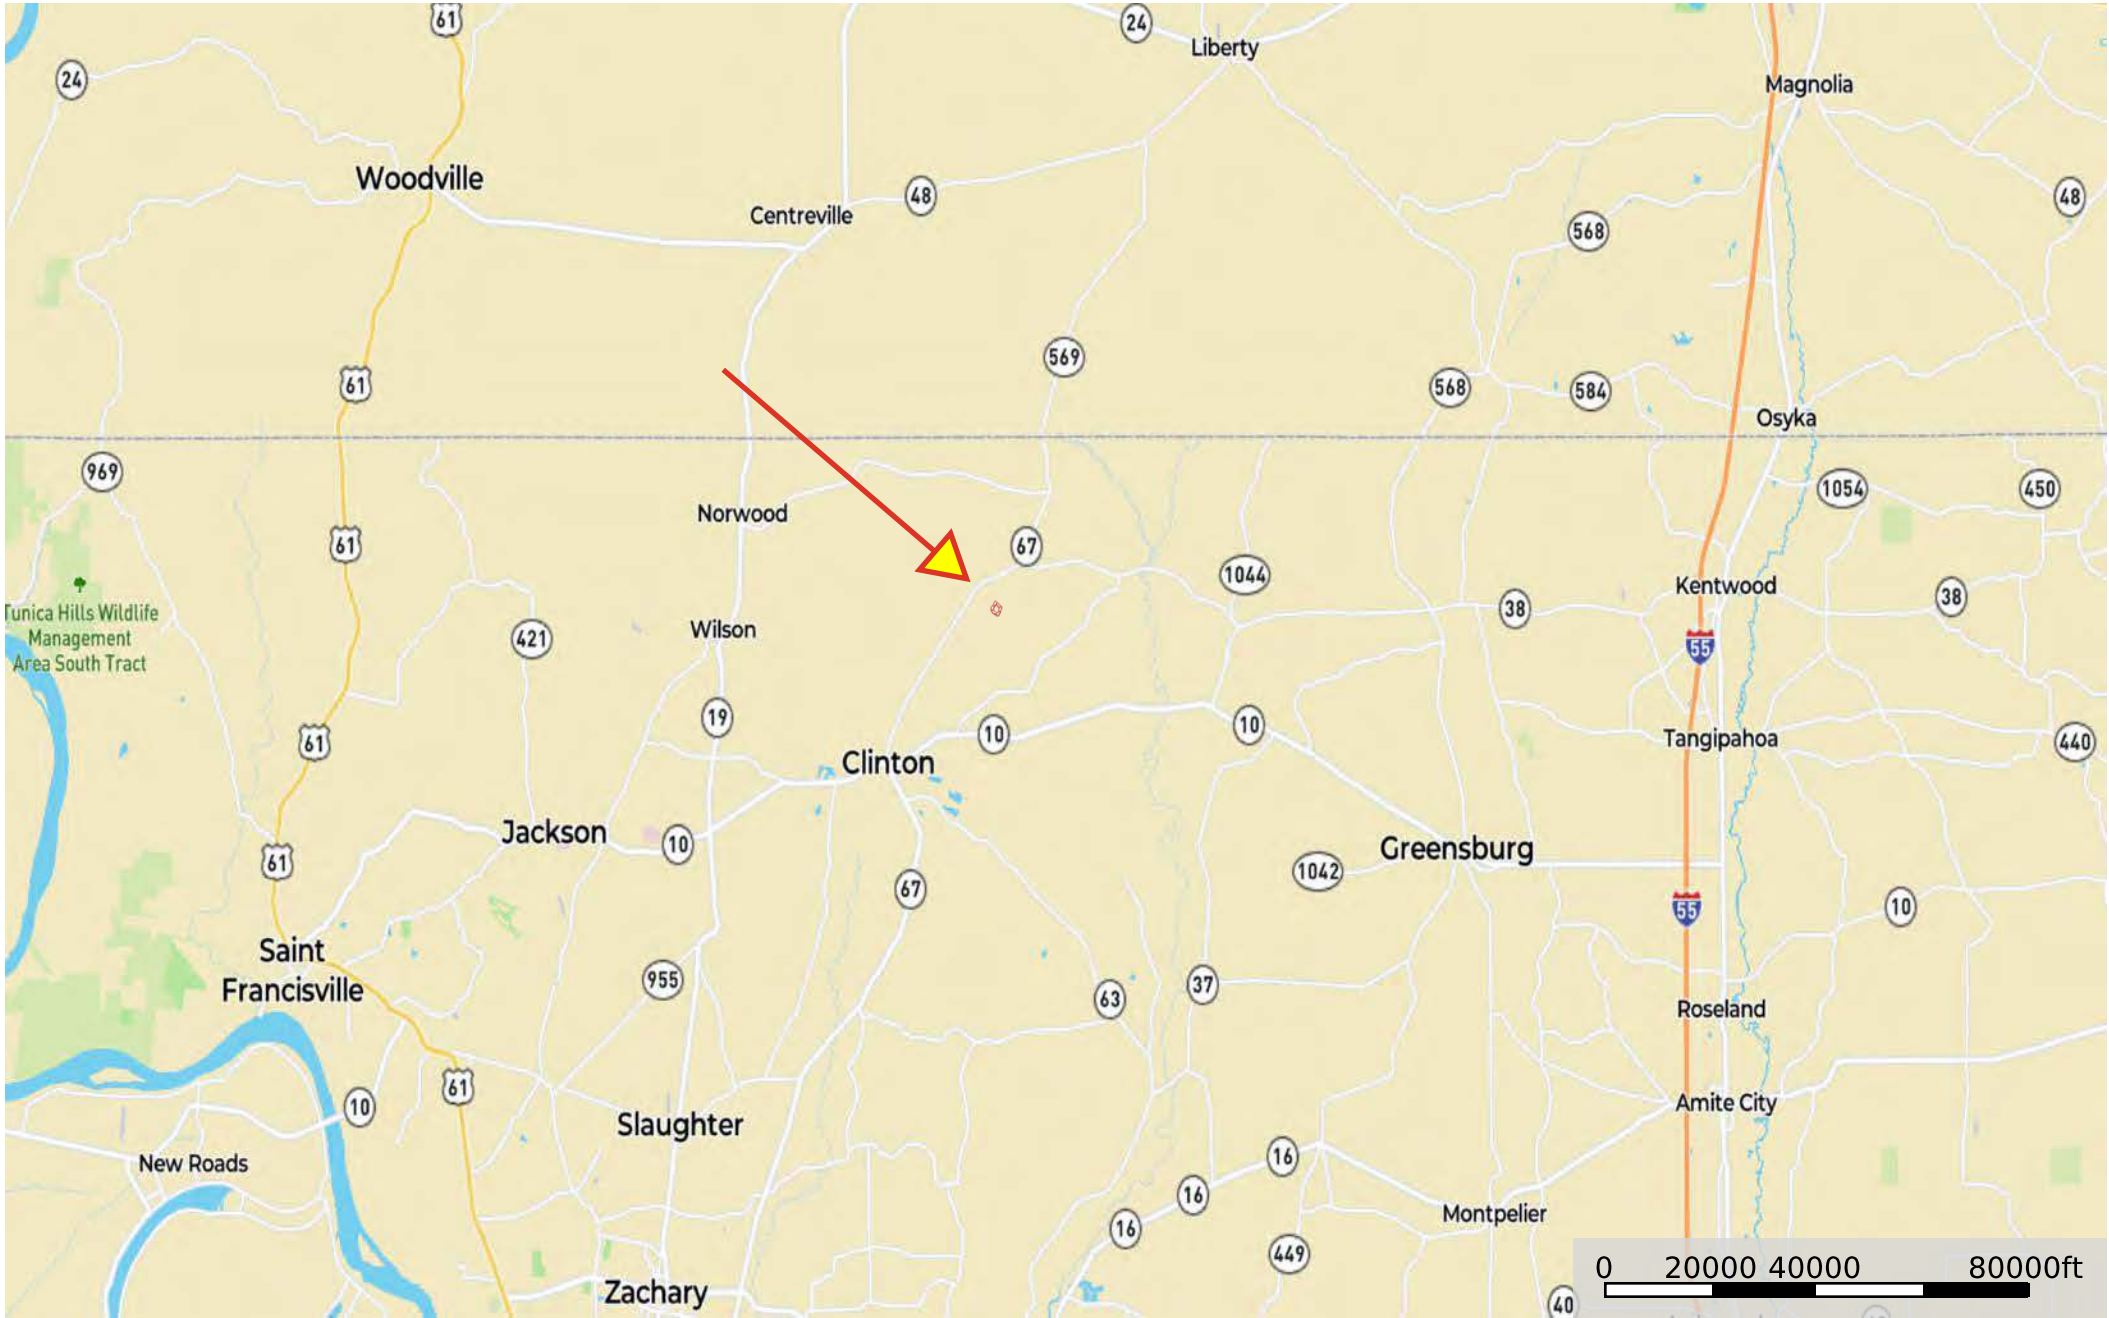 61
24
Liberty
24
Magnolia
Woodville
48
48
Centreville
568
569
61
568
584
Osyka
969
1054
450
Norwood
61
67
1044
Kentwood
38
38
Tunica Hills Wildlife
Management
Area South Tract
421
Wilson
55
19
10
10
61
Tangipahoa
440
Clinton
Jackson
10
Greensburg
61
1042
67
55
10
Saint
Francisville
955
37
63
Roseland
61
10
Amite City
Slaughter
New Roads
16
16
16
Montpelier
449
Zachary
40
0 20000 40000 80000ft